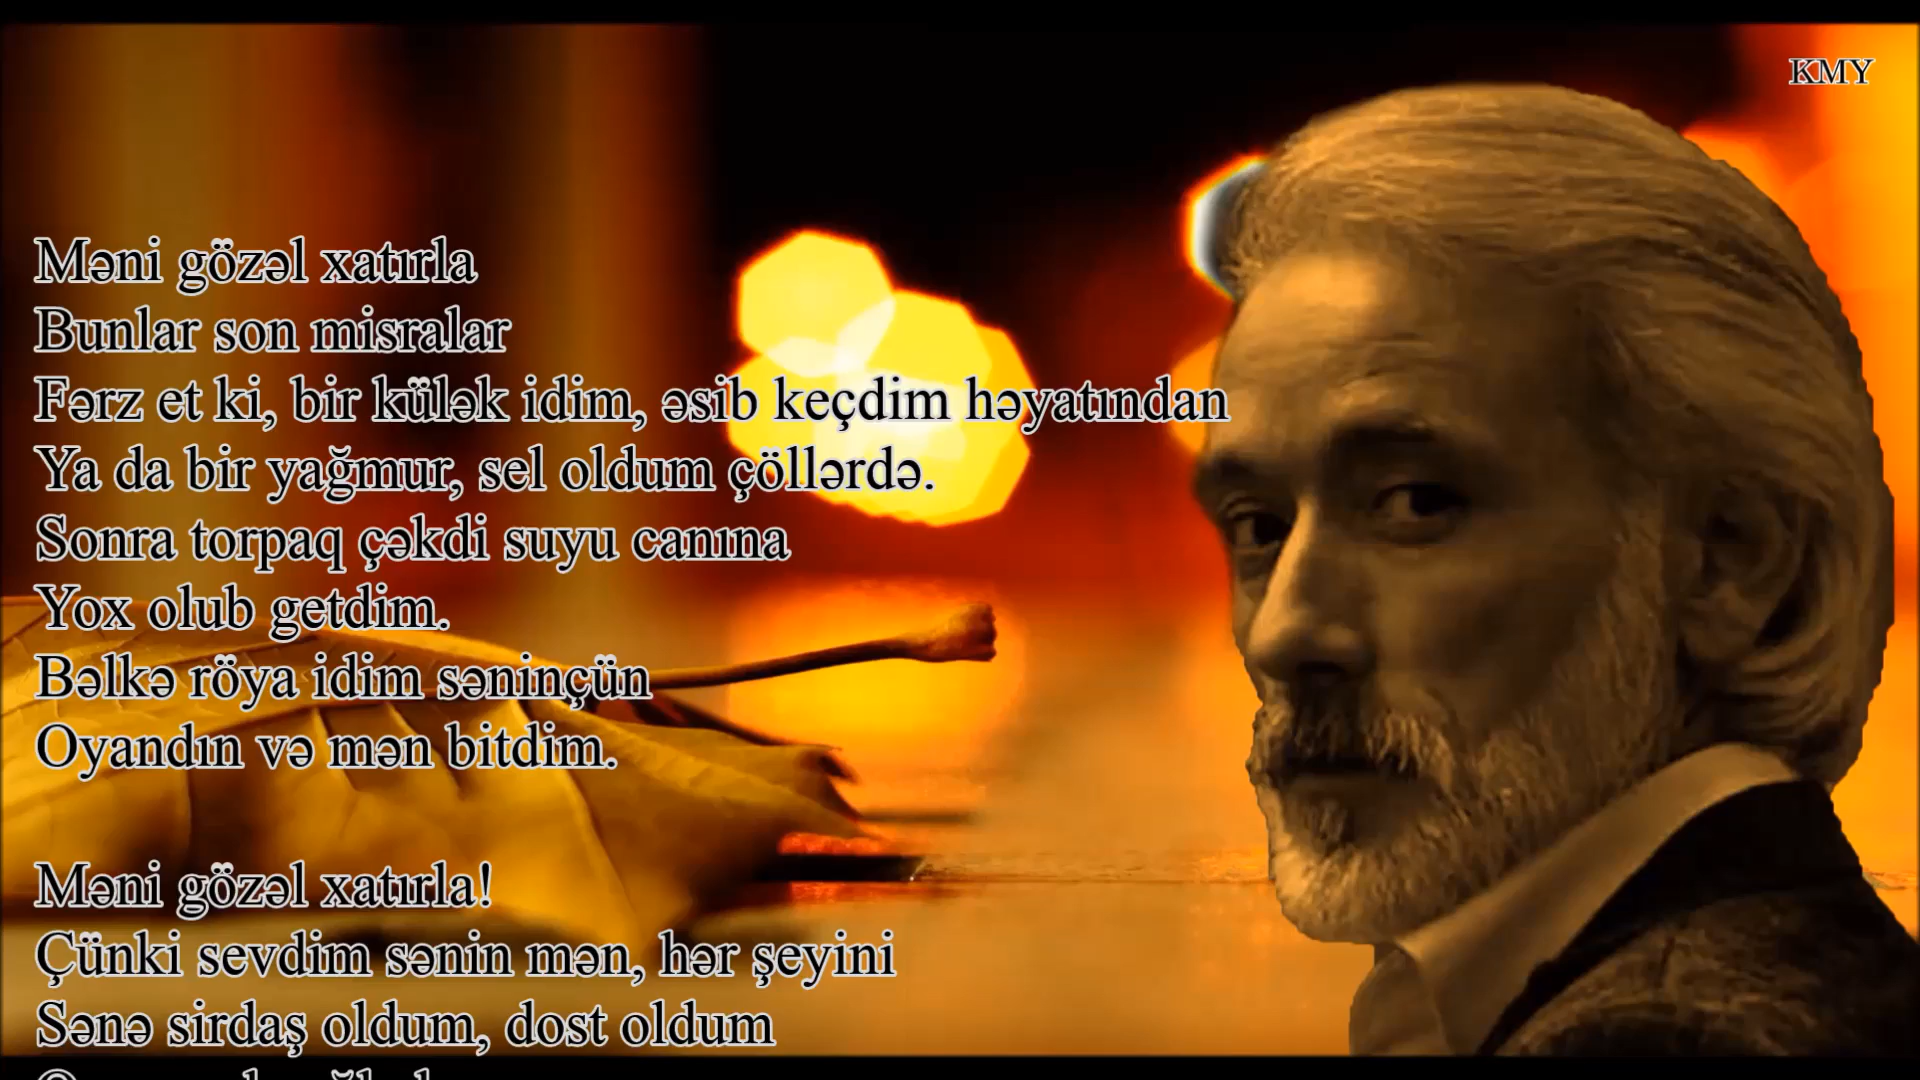 KMY
Məni gözəl xatırla
Bunlar son misralar
Fərz et ki, bir külək idim, əsib keçdim həyatından
Ya da bir yağmur, sel oldum çöllərdə.
Sonra torpaq çəkdi suyu canına
Yox olub getdim.
Bəlkə röya idim səninçün
Oyandın və mən bitdim.
Məni gözəl xatırla!
Çünki sevdim sənin mən, hər şeyini
Sənə sirdaş oldum, dost oldum